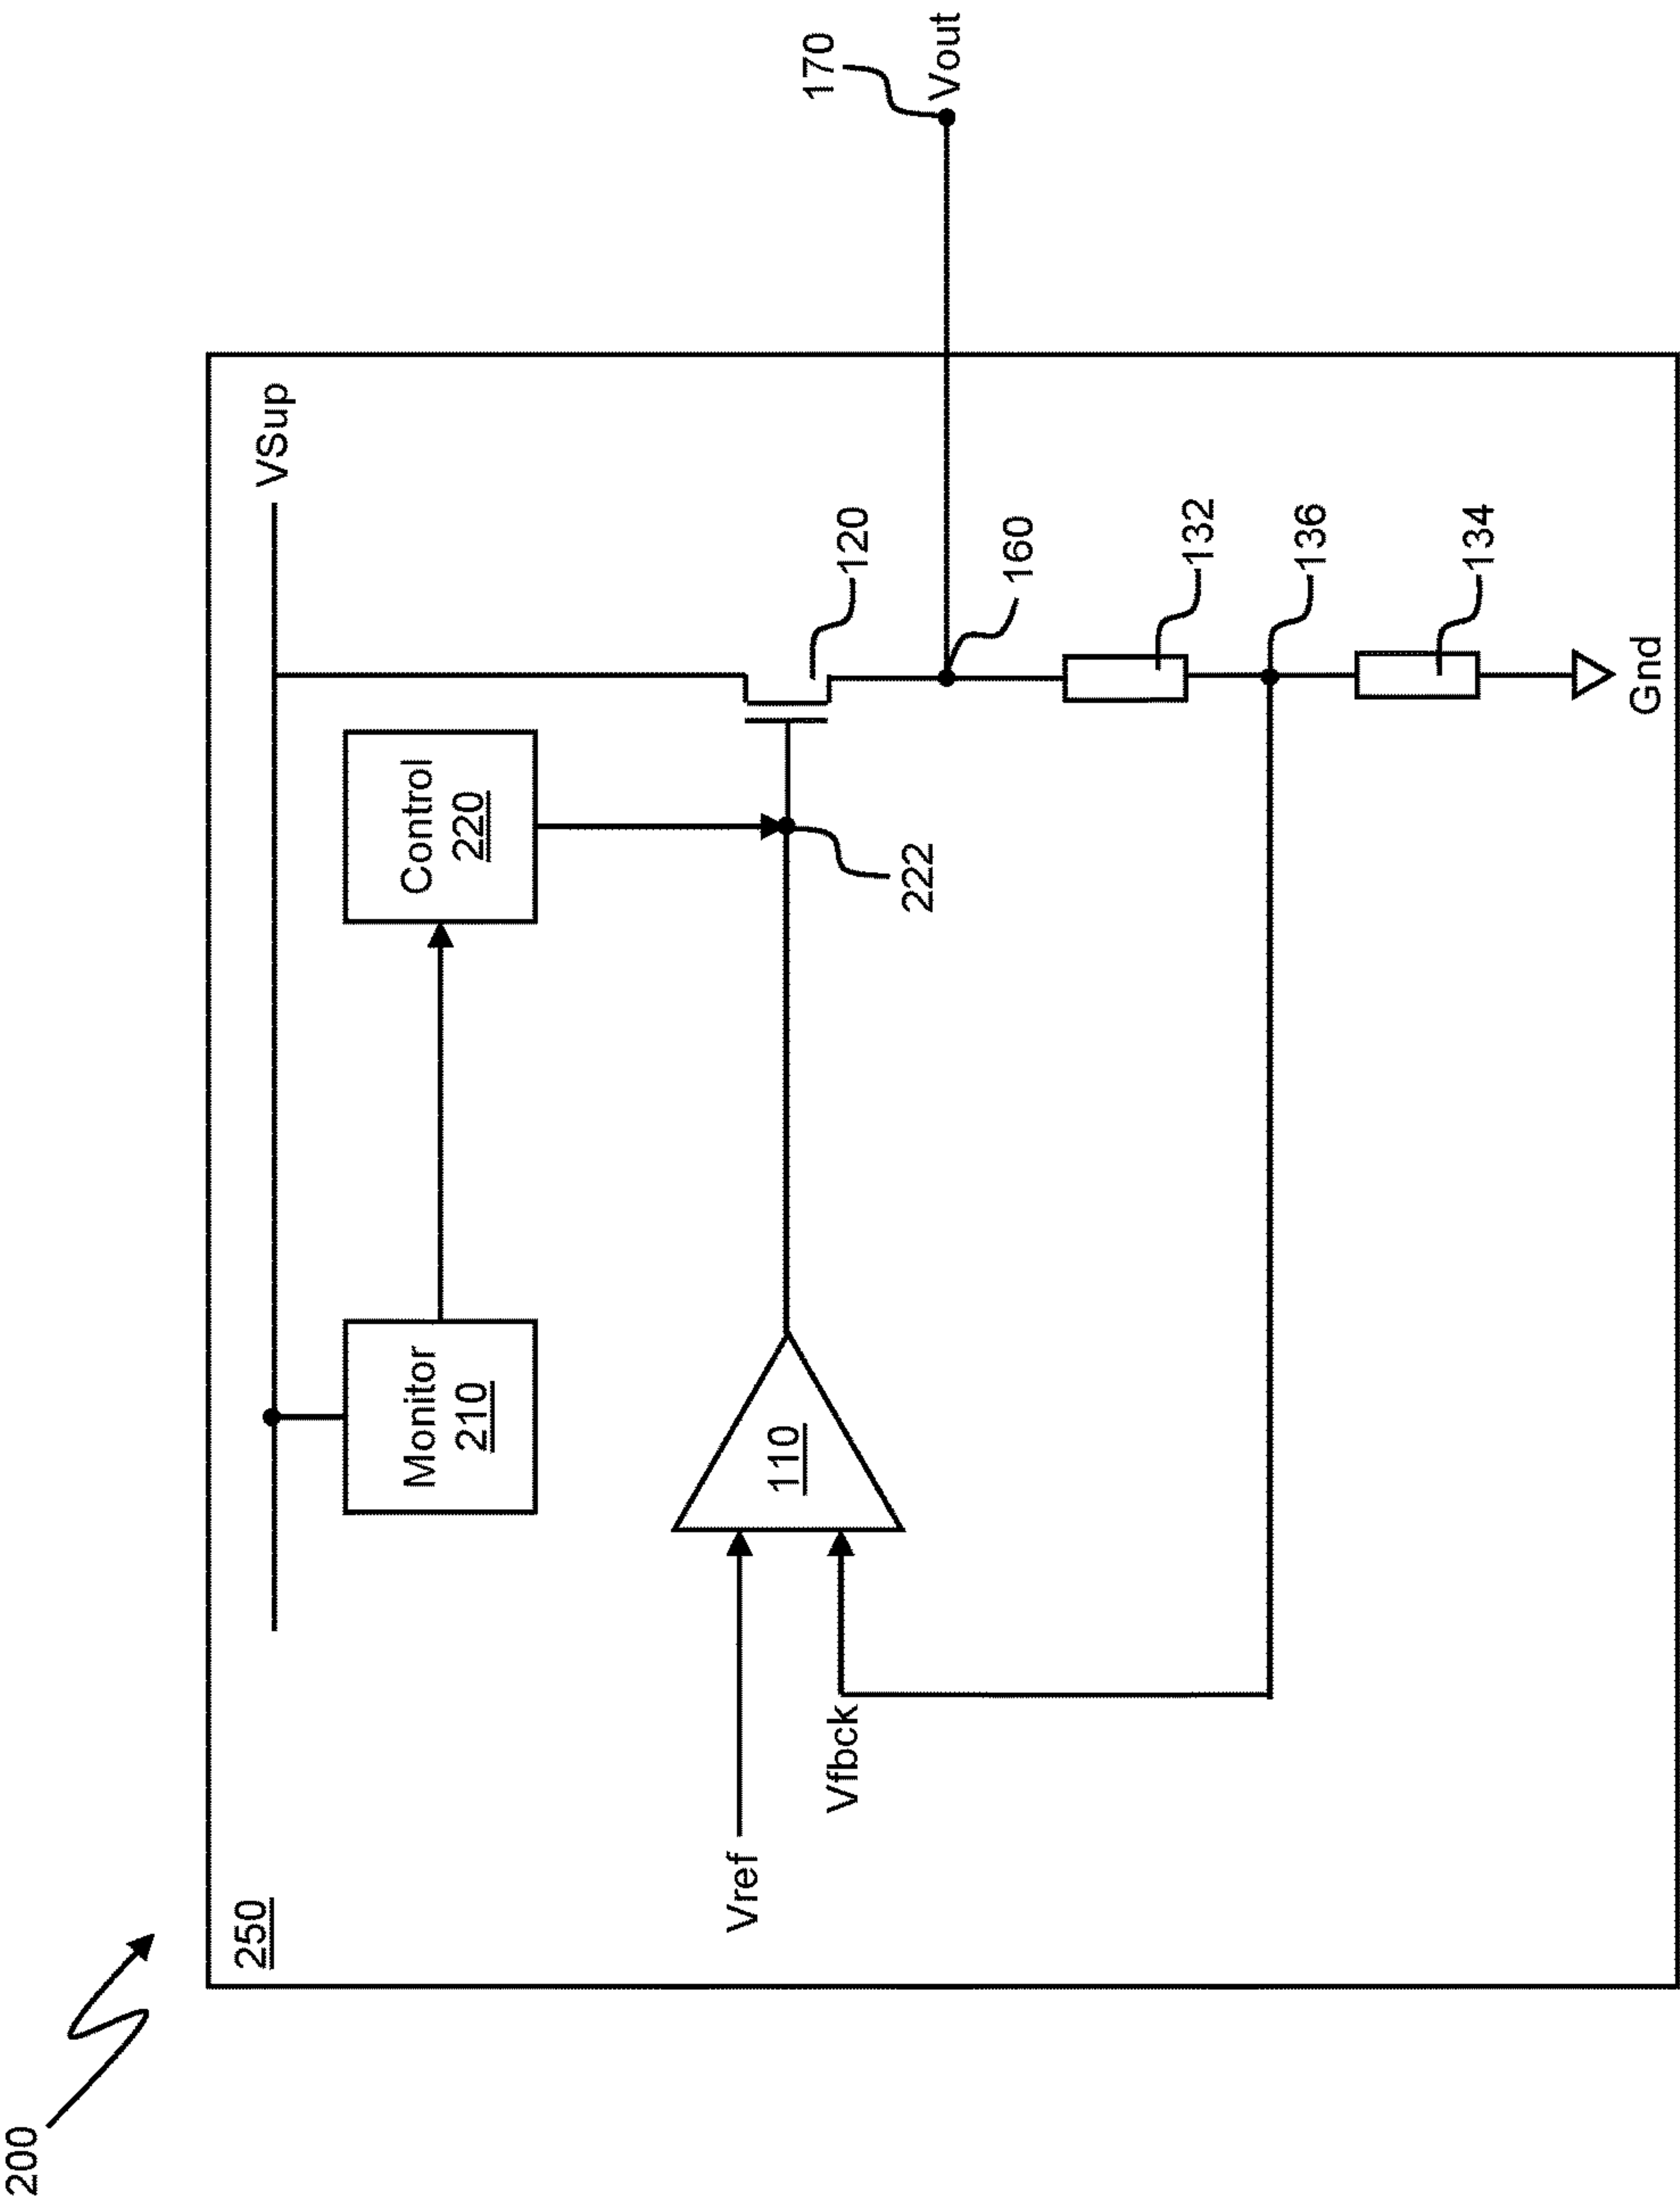 200
250
VSup
Monitor
210
Control
220
170
Vout
120
222
160
110
Vref
Vfbck
132
136
134
Gnd